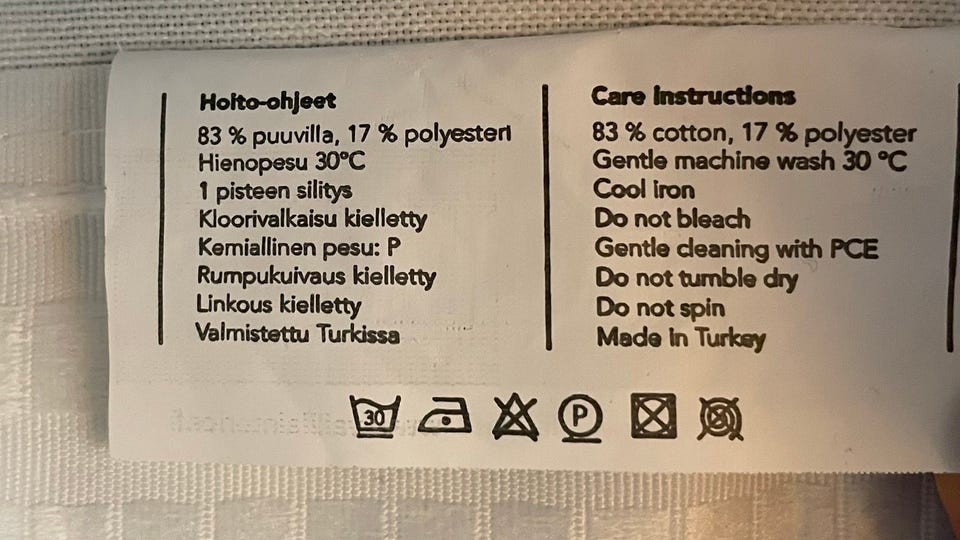 Hoito-ohjeet
83 % puuvilla, 17 % polyesteri
Hienopesu 30°C
1 pisteen silitys
Kloorivalkaisu kielletty
Kemiallinen pesu: P
Rumpukuivaus kielletty
Linkous kielletty
Valmistettu Turkissa
Care instructions
83 % cotton, 17 % polyester
Gentle machine wash 30 °C
Cool iron
Do not bleach
Gentle cleaning with PCE
Do not tumble dry
Do not spin
Made in Turkey
30 P